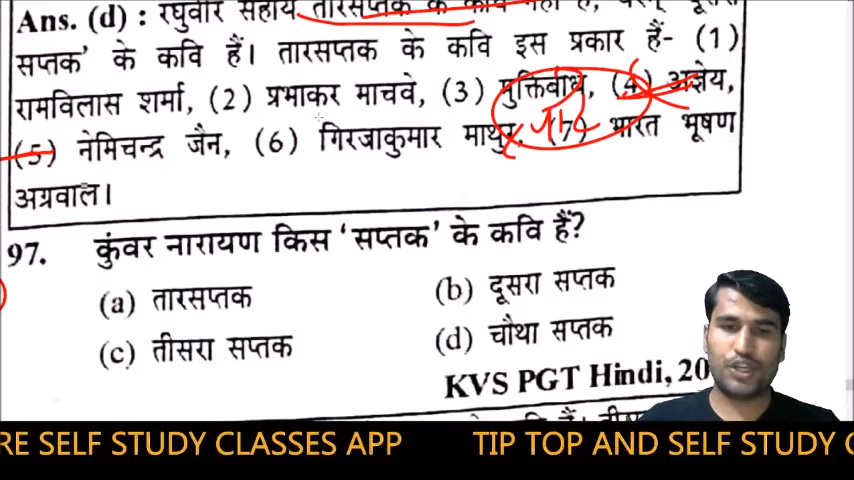 Ans. (d) : रघुवीर सहाय तारसप्तक के कवि नहीं हैं, वरन् दूसरा
सप्तक' के कवि हैं। तारसप्तक के कवि इस प्रकार हैं- (1)
रामविलास शर्मा, (2) प्रभाकर माचवे, (3) मुक्तिबोध, (4) अज्ञेय,
(5) नेमिचन्द्र जैन, (6) गिरजाकुमार माथुर, (7) भारत भूषण
अग्रवाल।
97. कुंवर नारायण किस 'सप्तक' के कवि हैं?
(a) तारसप्तक (b) दूसरा सप्तक
(c) तीसरा सप्तक (d) चौथा सप्तक
KVS PGT Hindi, 20
RE SELF STUDY CLASSES APP TIP TOP AND SELF STUDY C